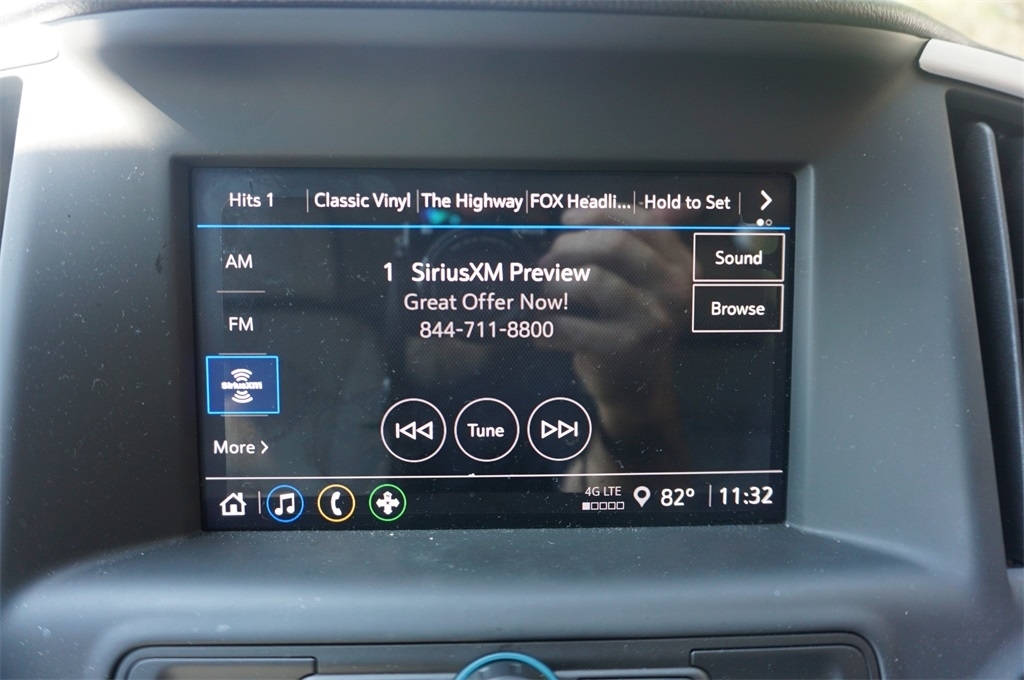 Hits 1 Classic Vinyl The Highway FOX Headli... Hold to Set
AM
1 SiriusXM Preview
Sound
Great Offer Now!
FM
844-711-8800
Browse
SiriusXM
More
Tune
4G LTE
82° 11:32